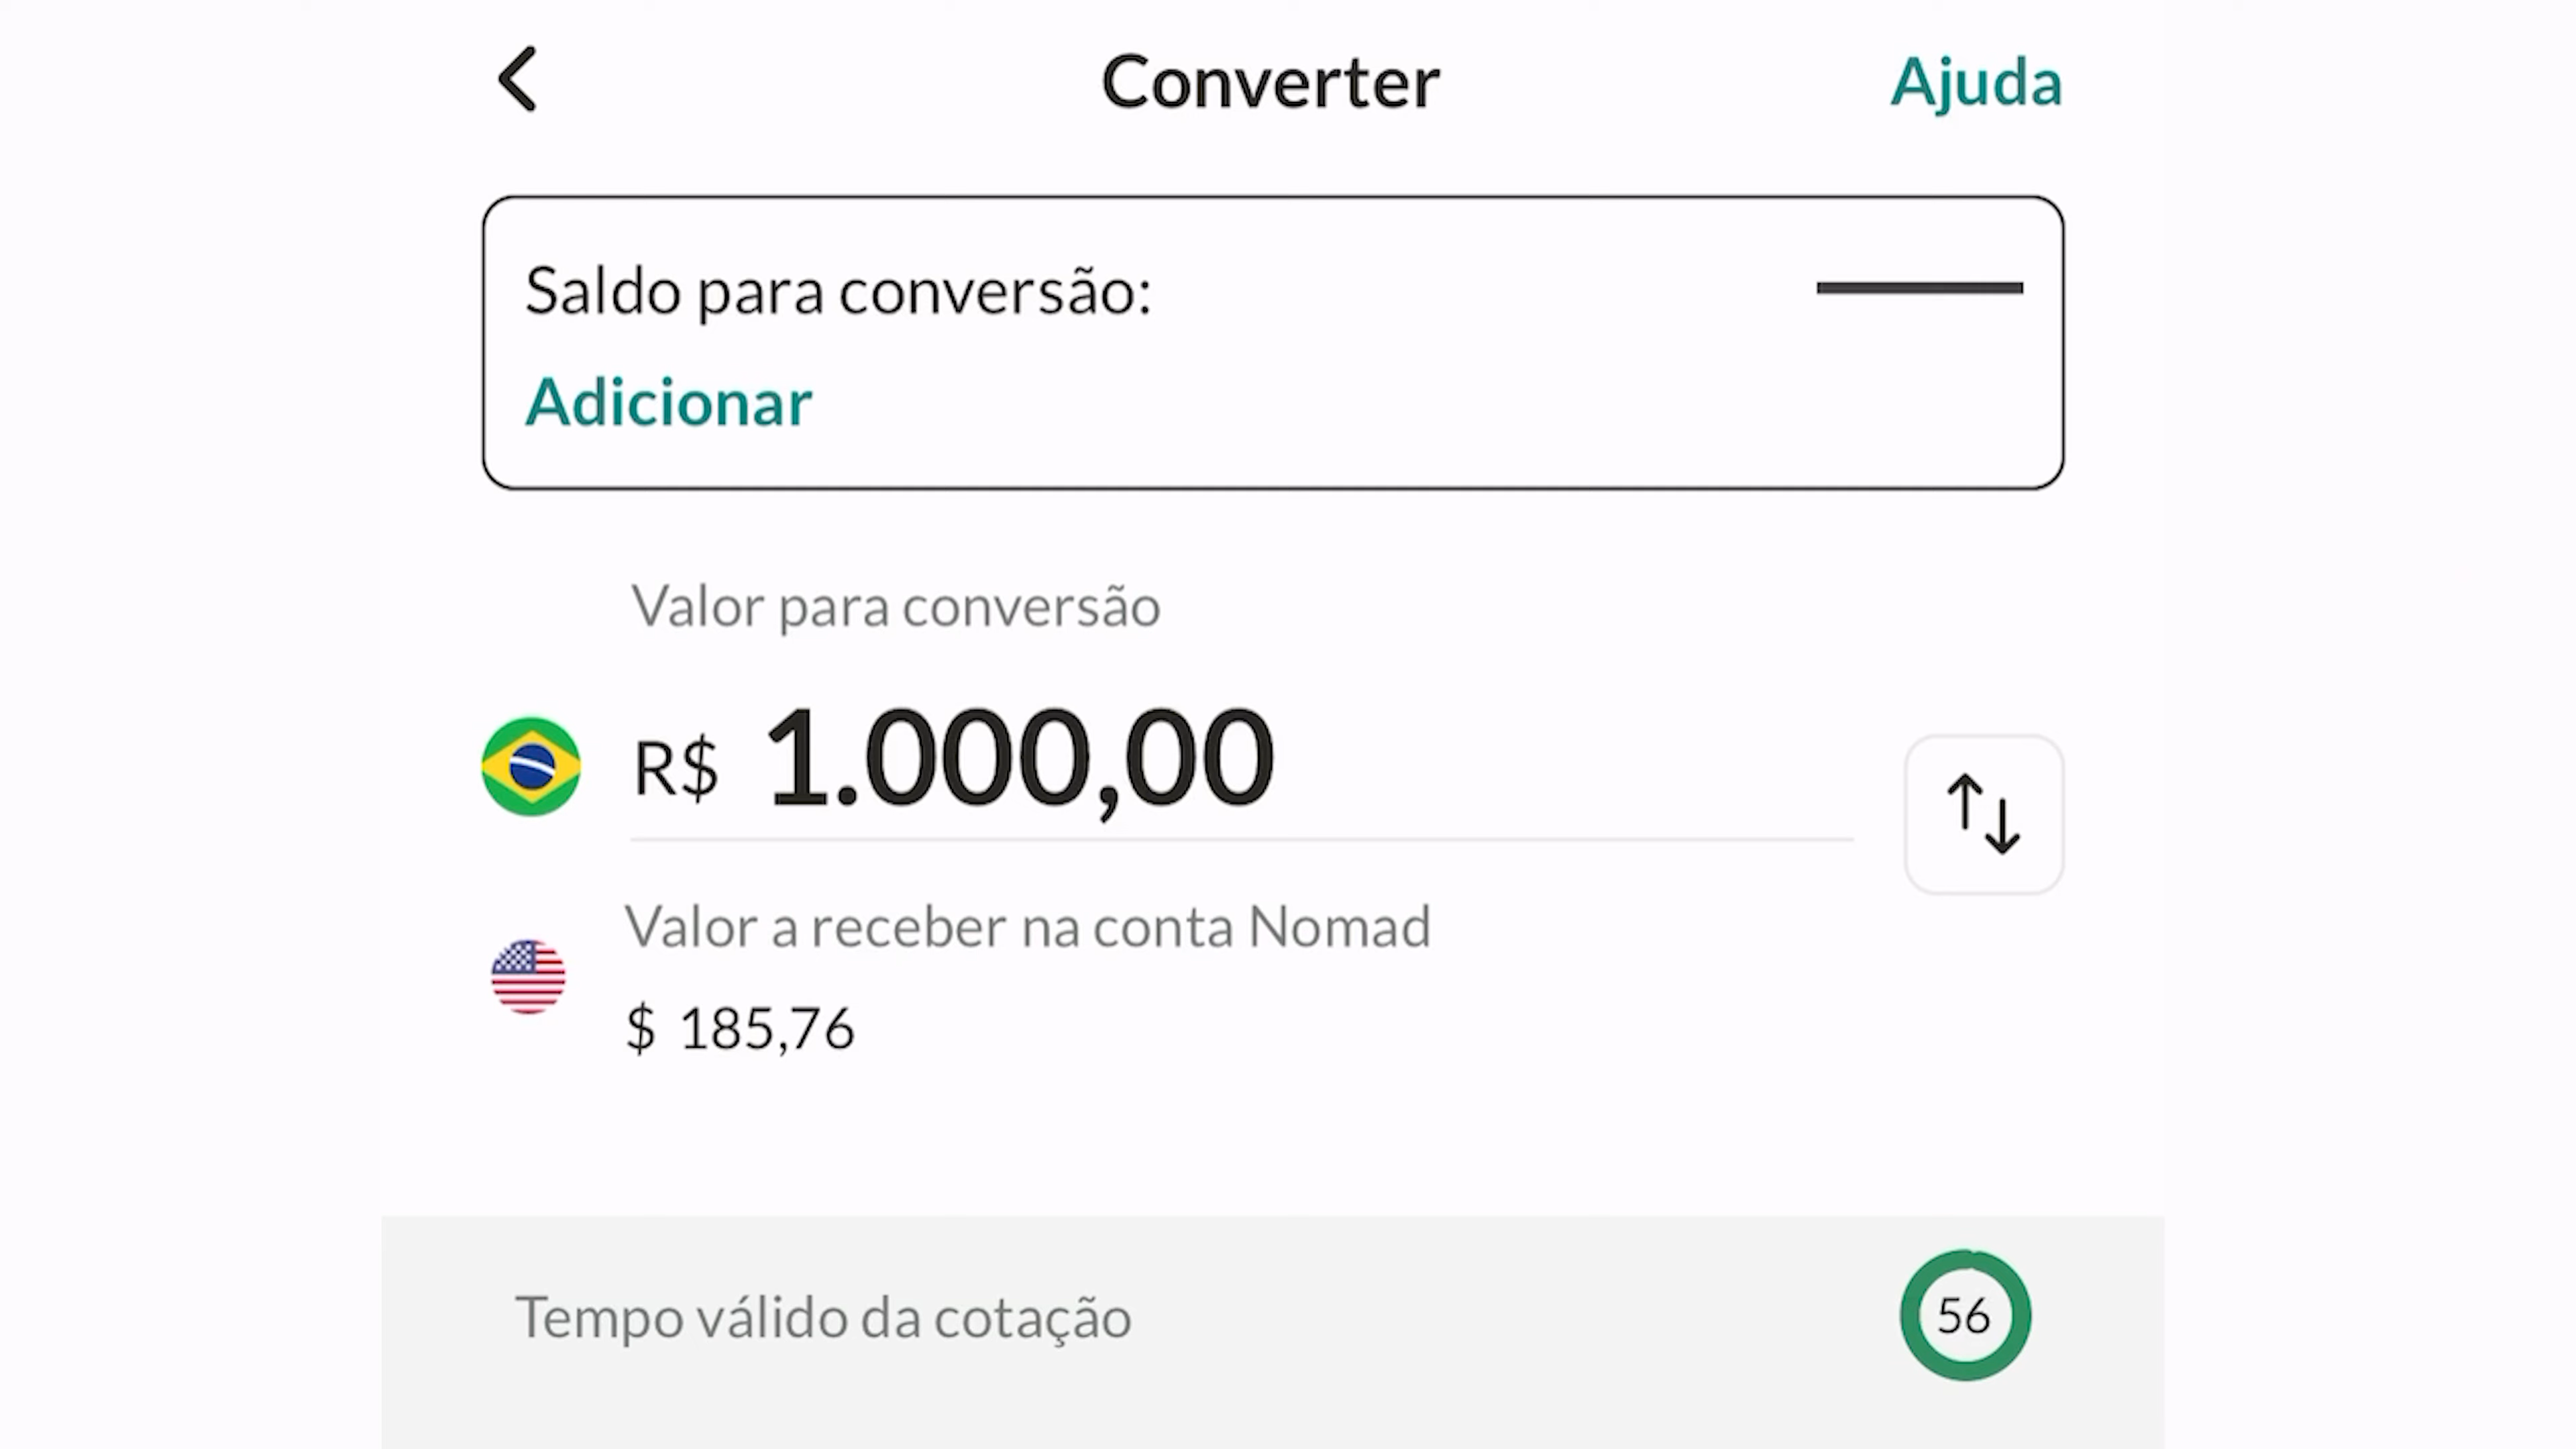 Converter
Ajuda
Saldo para conversão:
Adicionar
Valor para conversão
R$ 1.000,00
Valor a receber na conta Nomad
$ 185,76
Tempo válido da cotação
56